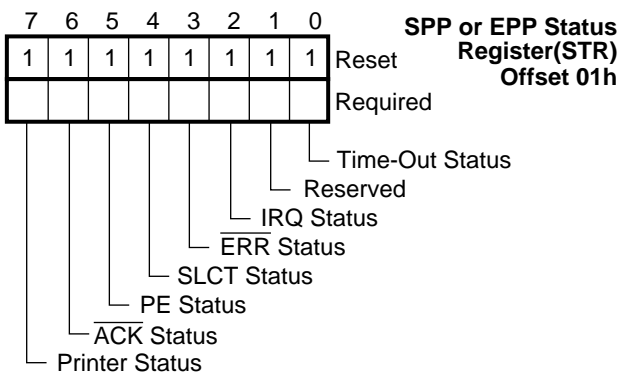 7 6 5 4 3 2 1 0
SPP or EPP Status
Register(STR)
Offset 01h
1 1 1 1 1 1 1 1 Reset
Required
Time-Out Status
Reserved
IRQ Status
E̅R̅R̅ Status
SLCT Status
PE Status
A̅C̅K̅ Status
Printer Status